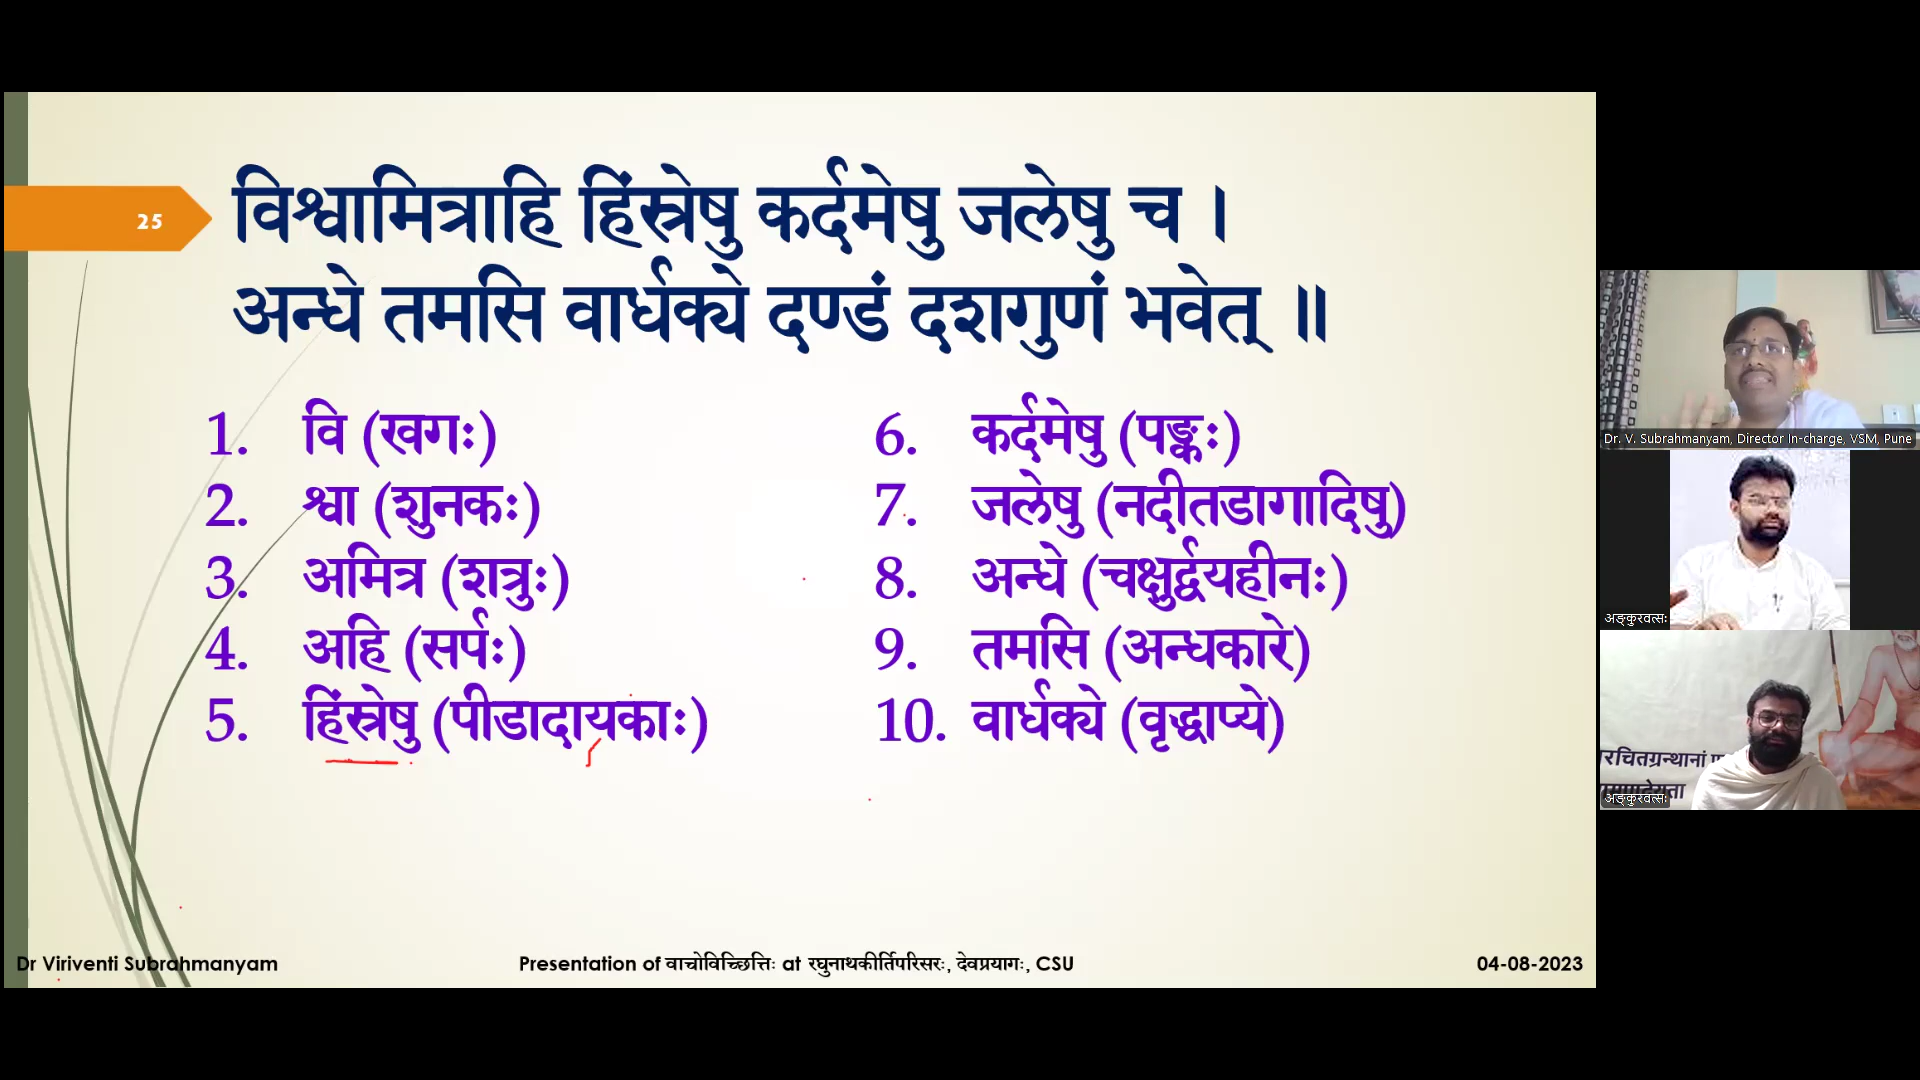 25
विश्वामित्राहि हिंस्रेषु कर्दमेषु जलेषु च ।
अन्धे तमसि वार्धक्ये दण्डं दशगुणं भवेत् ॥
1. वि (खगः)
2. श्वा (शुनकः)
3. अमित्र (शत्रुः)
4. अहि (सर्पः)
5. हिंस्रेषु (पीडादायकाः)
6. कर्दमेषु (पङ्कः)
7. जलेषु (नदीतडागादिषु)
8. अन्धे (चक्षुर्द्वयहीनः)
9. तमसि (अन्धकारे)
10. वार्धक्ये (वृद्धाप्ये)
Dr Viriventi Subrahmanyam
Presentation of वाचोविच्छित्तिः at रघुनाथकीर्तिपरिसरः, देवप्रयागः, CSU
04-08-2023
Dr. V. Subrahmanyam, Director In-charge, VSM, Pune
अङ्कुरवत्सः
रचितग्रन्थानां
अङ्कुरवत्सः